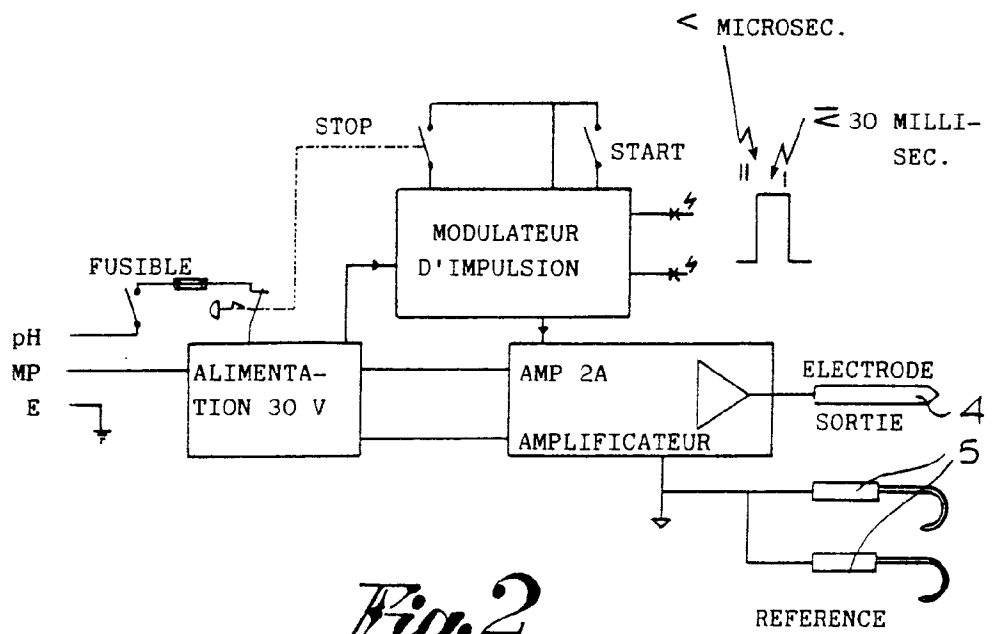 < MICROSEC.
≤ 30 MILLI-
SEC.
STOP
START
MODULATEUR
D'IMPULSION
FUSIBLE
pH
MP
E
ALIMENTA-
TION 30 V
AMP 2A
AMPLIFICATEUR
ELECTRODE
SORTIE
4
5
REFERENCE
Fig.2